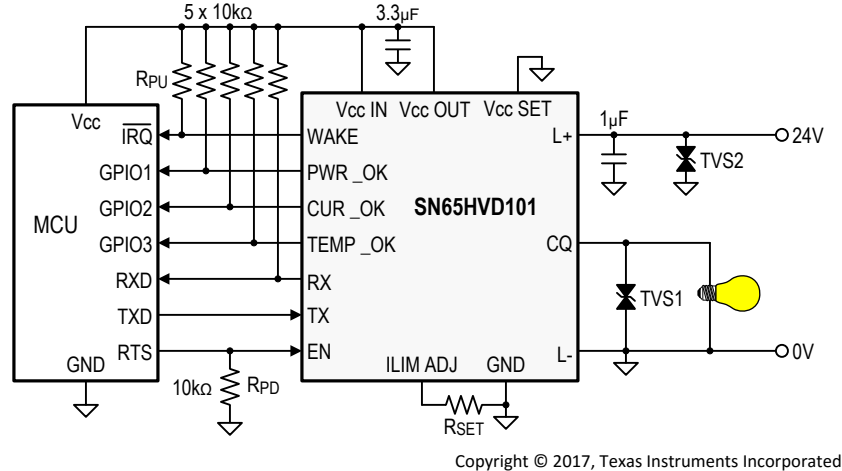 5 x 10kΩ
3.3µF
RPU
Vcc
Vcc IN
Vcc OUT
Vcc SET
1µF
IRQ
WAKE
L+
24V
GPIO1
PWR _OK
TVS2
GPIO2
CUR _OK
SN65HVD101
MCU
GPIO3
TEMP _OK
CQ
RXD
RX
TVS1
TXD
TX
RTS
EN
L-
0V
GND
ILIM ADJ
GND
10kΩ
RPD
RSET
Copyright © 2017, Texas Instruments Incorporated